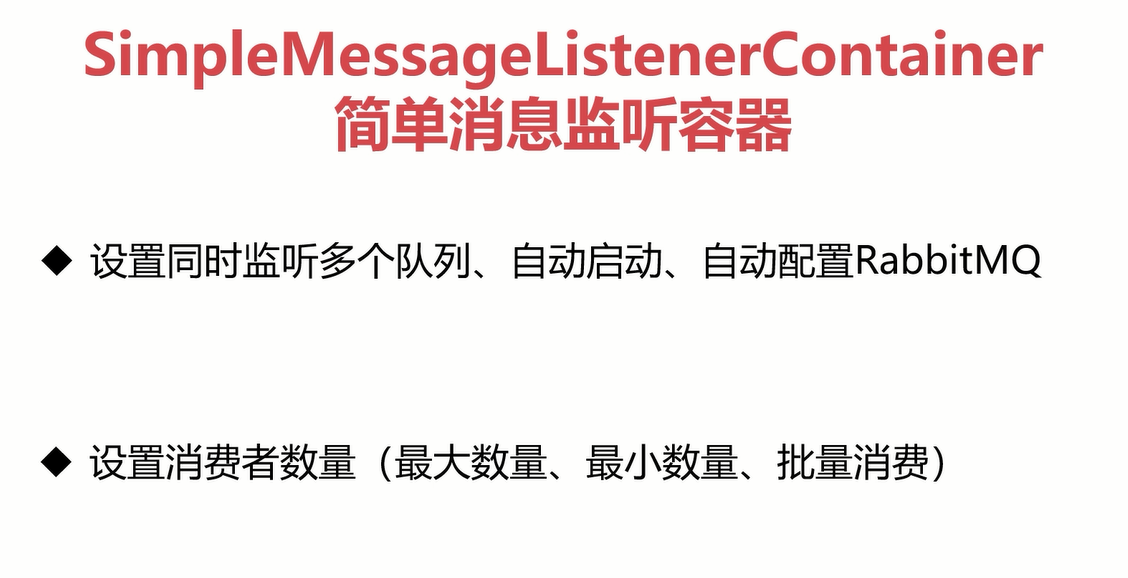 SimpleMessageListenerContainer
简单消息监听容器
◆ 设置同时监听多个队列、自动启动、自动配置RabbitMQ
◆ 设置消费者数量（最大数量、最小数量、批量消费）